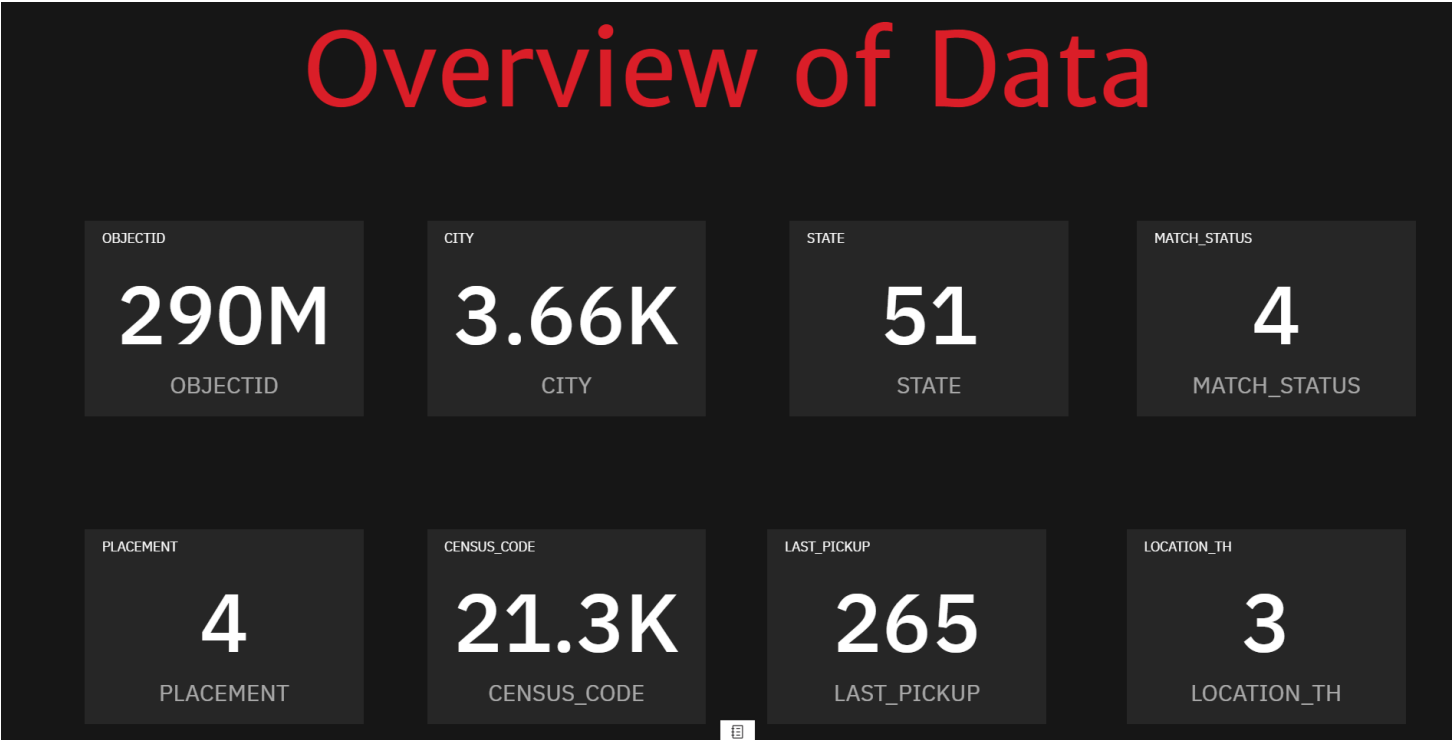 Overview of Data
OBJECTID
290M
OBJECTID
CITY
3.66K
CITY
STATE
51
STATE
MATCH_STATUS
4
MATCH_STATUS
PLACEMENT
4
PLACEMENT
CENSUS_CODE
21.3K
CENSUS_CODE
LAST_PICKUP
265
LAST_PICKUP
LOCATION_TH
3
LOCATION_TH